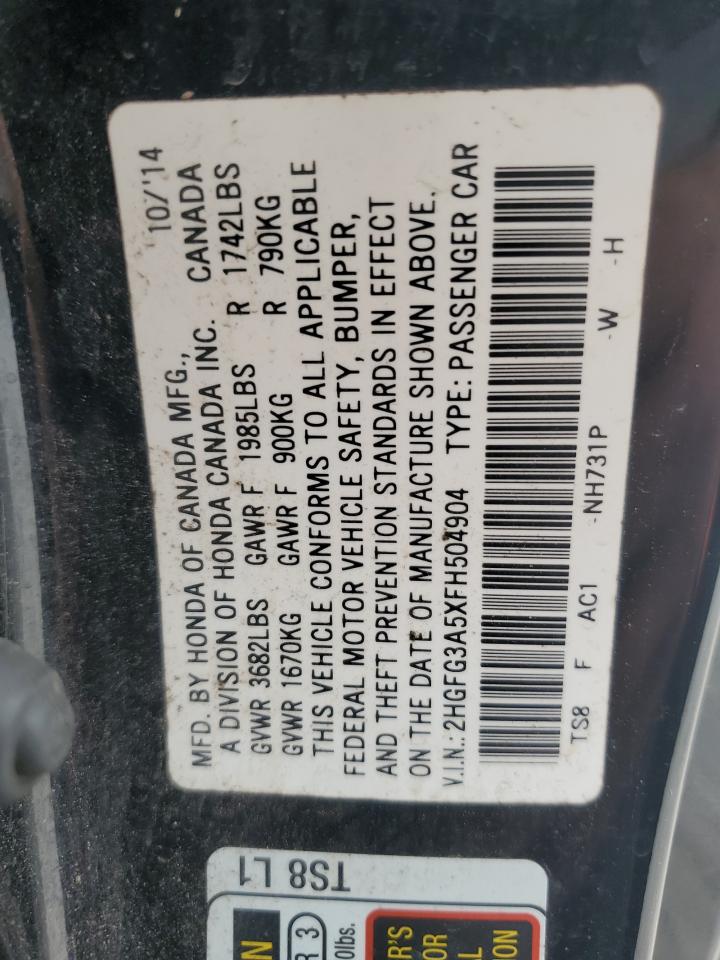 MFD. BY HONDA OF CANADA MFG., 10/'14
A DIVISION OF HONDA CANADA INC. CANADA
GVWR 3682LBS GAWR F 1985LBS R 1742LBS
GVWR 1670KG GAWR F 900KG R 790KG
THIS VEHICLE CONFORMS TO ALL APPLICABLE
FEDERAL MOTOR VEHICLE SAFETY, BUMPER,
AND THEFT PREVENTION STANDARDS IN EFFECT
ON THE DATE OF MANUFACTURE SHOWN ABOVE.
V.I.N.: 2HGFG3A5XFH504904 TYPE: PASSENGER CAR
TS8 F AC1 -NH731P -W -H
TS8 L1